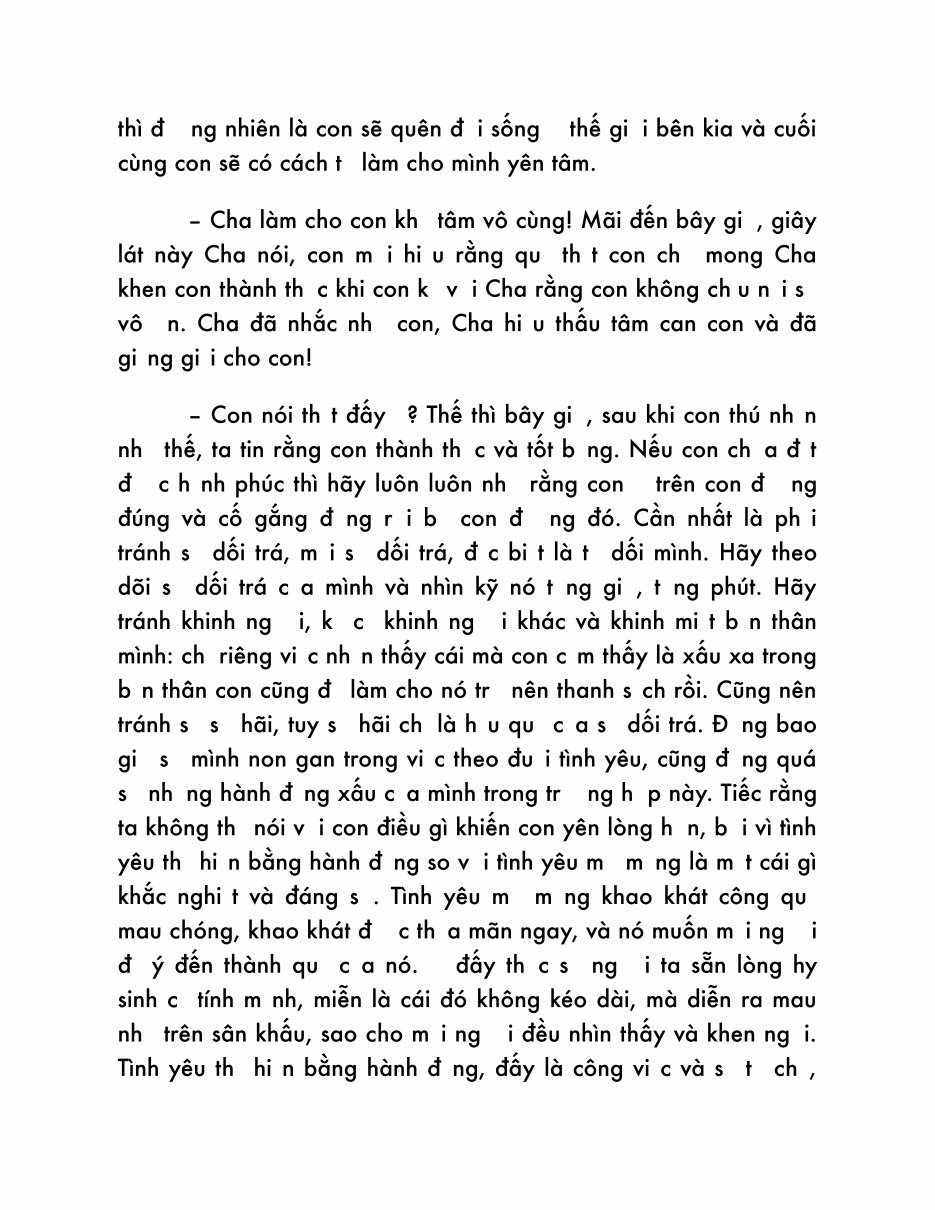 thì đ ng nhiên là con sẽ quên đ i sống thế gi i bên kia và cuối
cùng con sẽ có cách t làm cho mình yên tâm.
– Cha làm cho con kh tâm vô cùng! Mãi đến bây gi , giây
lát này Cha nói, con m i hi u rằng qu th t con ch mong Cha
khen con thành th c khi con k v i Cha rằng con không ch u n i s
vô n. Cha đã nhắc nh con, Cha hi u thấu tâm can con và đã
gi ng gi i cho con!
– Con nói th t đấy ? Thế thì bây gi , sau khi con thú nh n
nh thế, ta tin rằng con thành th c và tốt b ng. Nếu con ch a đ t
đ c h nh phúc thì hãy luôn luôn nh rằng con trên con đ ng
đúng và cố gắng đ ng r i b con đ ng đó. Cần nhất là ph i
tránh s dối trá, m i s dối trá, đ c bi t là t dối mình. Hãy theo
dõi s dối trá c a mình và nhìn kỹ nó t ng gi , t ng phút. Hãy
tránh khinh ng i, k c khinh ng i khác và khinh mi t b n thân
mình: ch riêng vi c nh n thấy cái mà con c m thấy là xấu xa trong
b n thân con cũng đ làm cho nó tr nên thanh s ch rồi. Cũng nên
tránh s s hãi, tuy s hãi ch là h u qu c a s dối trá. Đ ng bao
gi s mình non gan trong vi c theo đu i tình yêu, cũng đ ng quá
s nh ng hành đ ng xấu c a mình trong tr ng h p này. Tiếc rằng
ta không th nói v i con điều gì khiến con yên lòng h n, b i vì tình
yêu th hi n bằng hành đ ng so v i tình yêu m m ng là m t cái gì
khắc nghi t và đáng s . Tình yêu m m ng khao khát công qu
mau chóng, khao khát đ c th a mãn ngay, và nó muốn m i ng i
đ ý đến thành qu c a nó. đấy th c s ng i ta sẵn lòng hy
sinh c tính m nh, miễn là cái đó không kéo dài, mà diễn ra mau
nh trên sân khấu, sao cho m i ng i đều nhìn thấy và khen ng i.
Tình yêu th hi n bằng hành đ ng, đấy là công vi c và s t ch ,